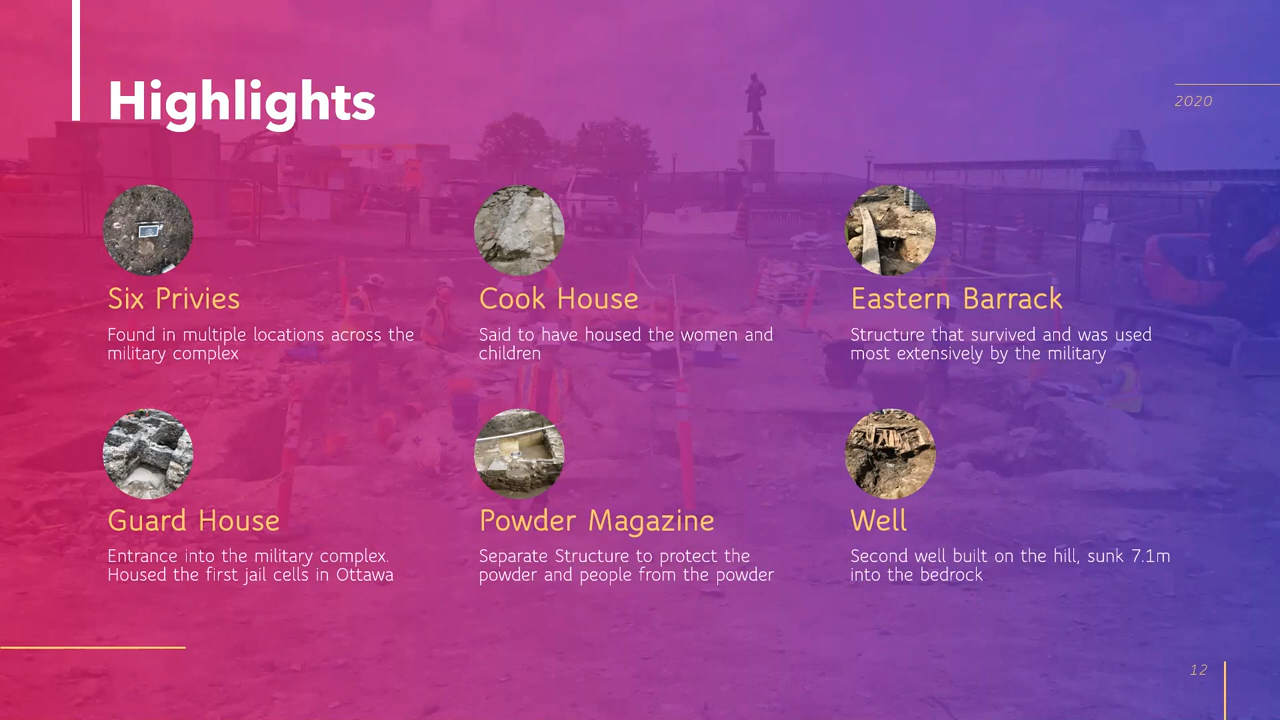 Highlights
2020
Six Privies
Found in multiple locations across the
military complex
Cook House
Said to have housed the women and
children
Eastern Barrack
Structure that survived and was used
most extensively by the military
Guard House
Entrance into the military complex.
Housed the first jail cells in Ottawa
Powder Magazine
Separate Structure to protect the
powder and people from the powder
Well
Second well built on the hill, sunk 7.1m
into the bedrock
12